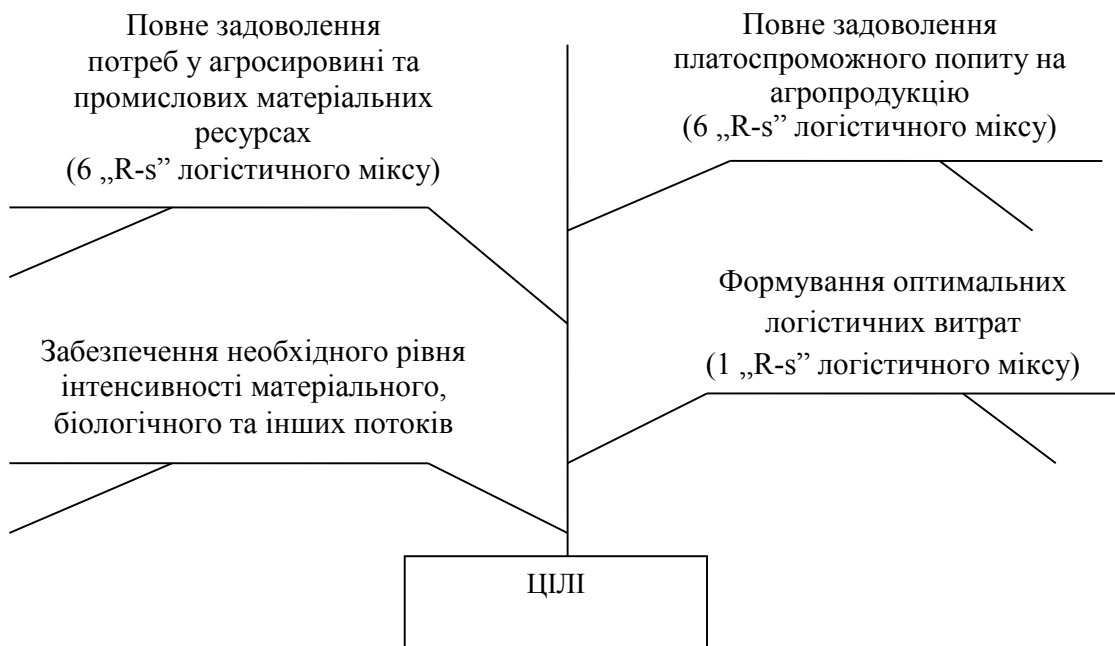 Повне задоволення
потреб у агросировині та
промислових матеріальних
ресурсах
(6 „R-s” логістичного міксу)
Повне задоволення
платоспроможного попиту на
агропродукцію
(6 „R-s” логістичного міксу)
Забезпечення необхідного рівня
інтенсивності матеріального,
біологічного та інших потоків
Формування оптимальних
логістичних витрат
(1 „R-s” логістичного міксу)
ЦІЛІ